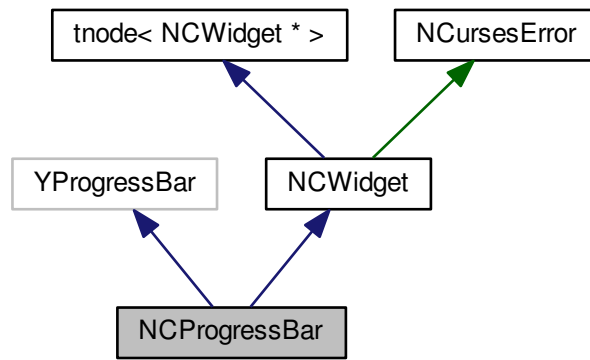 tnode< NCWidget * >
NCursesError
YProgressBar
NCWidget
NCProgressBar